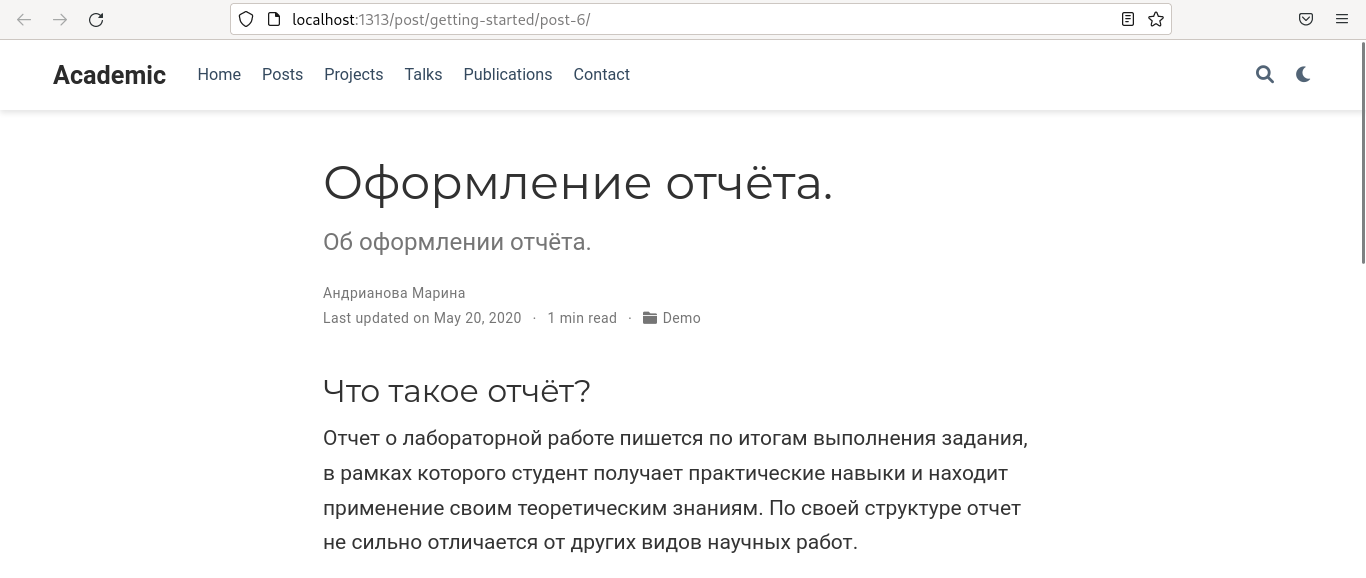 localhost:1313/post/getting-started/post-6/
Academic Home Posts Projects Talks Publications Contact
Оформление отчёта.
Об оформлении отчёта.
Андрианова Марина
Last updated on May 20, 2020 · 1 min read · Demo
Что такое отчёт?
Отчет о лабораторной работе пишется по итогам выполнения задания,
в рамках которого студент получает практические навыки и находит
применение своим теоретическим знаниям. По своей структуре отчет
не сильно отличается от других видов научных работ.